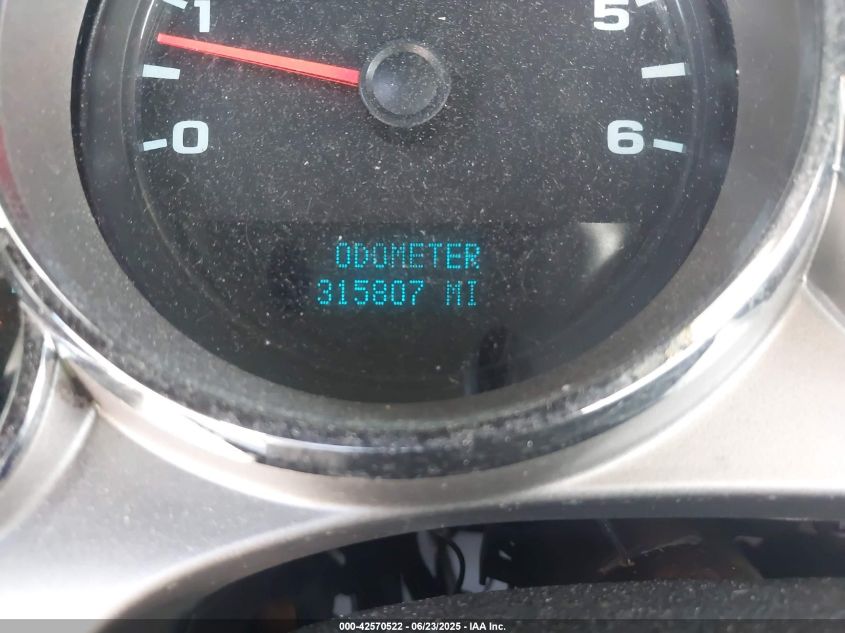 1 5
0 6
ODOMETER
315807 MI
000-42570522 - 06/23/2025 - IAA Inc.